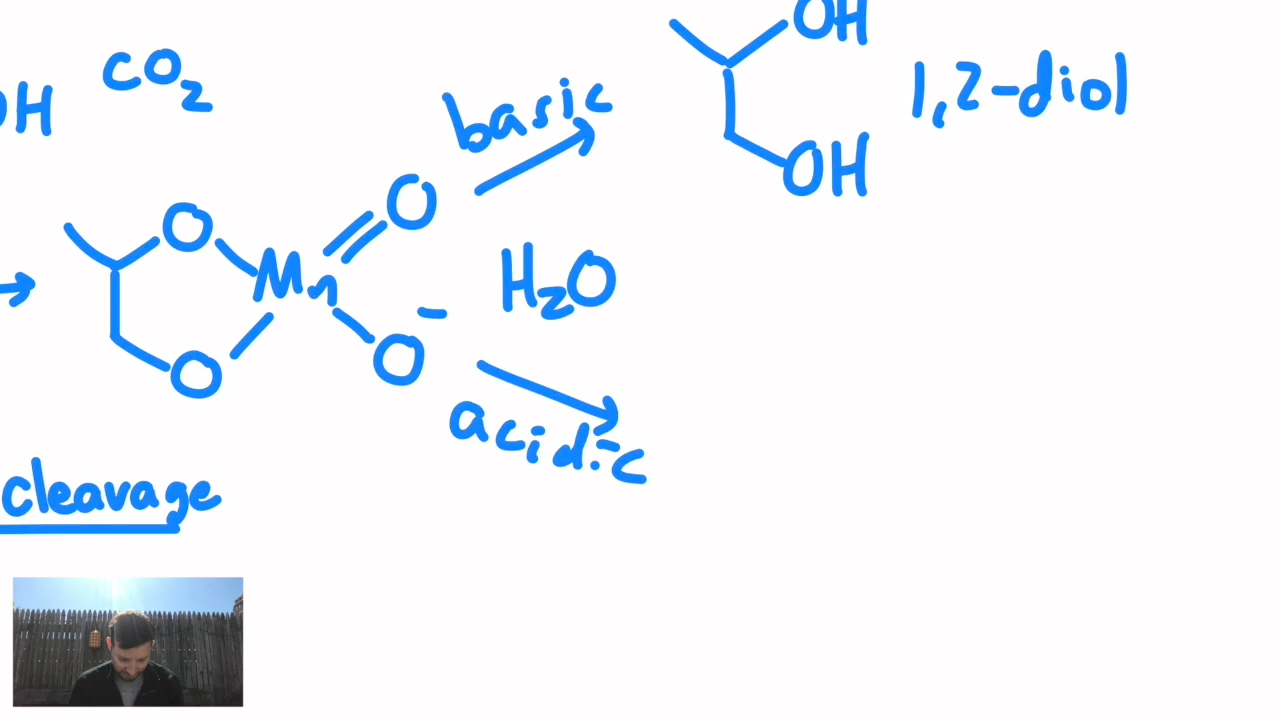 OH
CO2
basic
OH
1,2-diol
OH
O
O
Mn
O-
O
H2O
acidic
cleavage